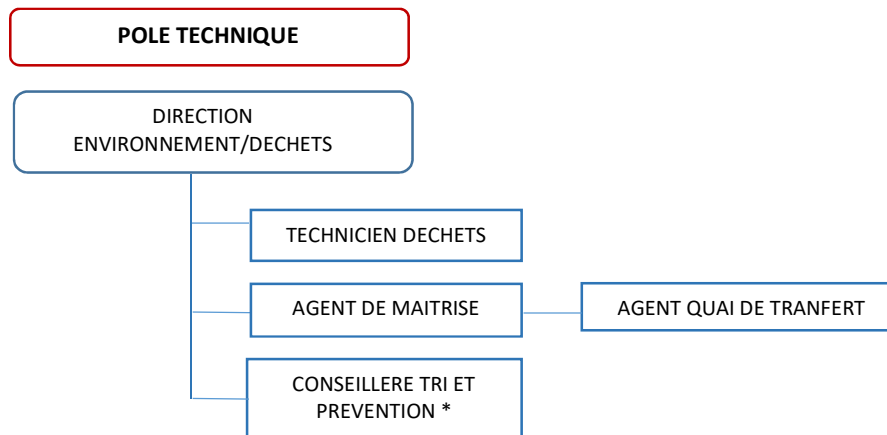 POLE TECHNIQUE
DIRECTION
ENVIRONNEMENT/DECHETS
TECHNICIEN DECHETS
AGENT DE MAITRISE
AGENT QUAI DE TRANFERT
CONSEILLERE TRI ET
PREVENTION *